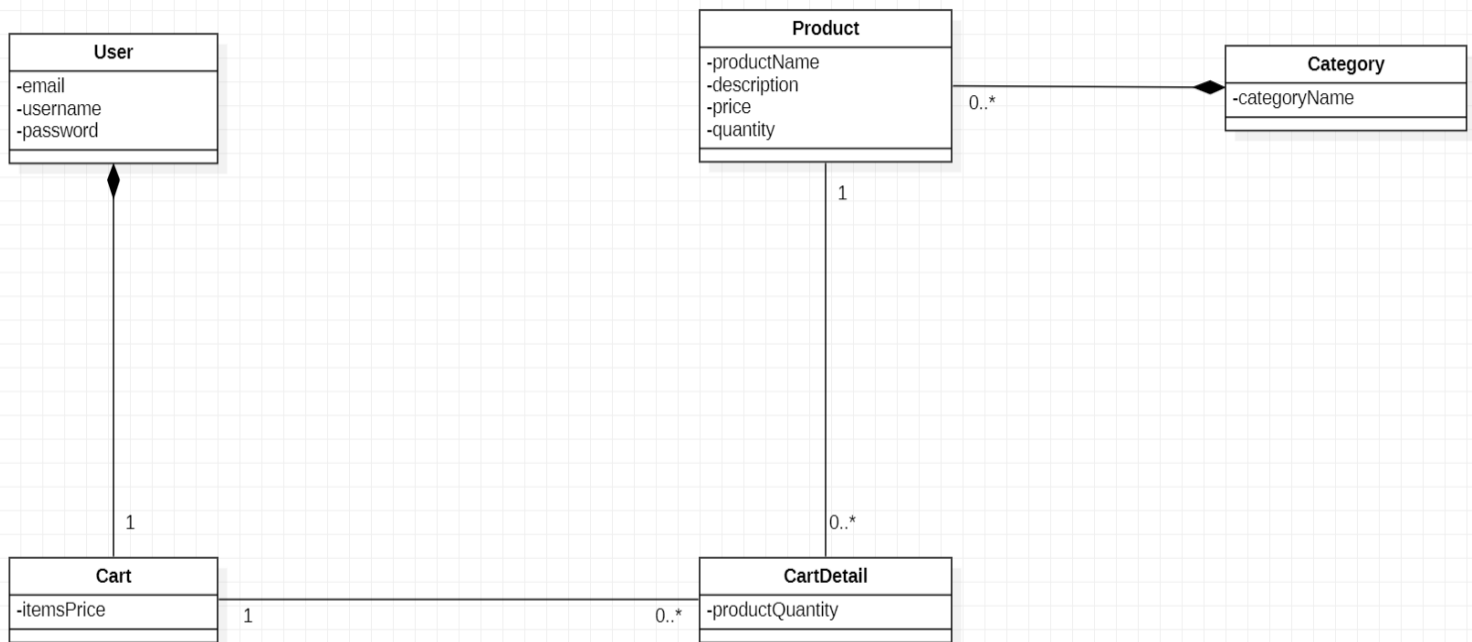 User
-email
-username
-password
Product
-productName
-description
-price
-quantity
Category
-categoryName
0..*
1
1
0..*
Cart
-itemsPrice
1
0..*
CartDetail
-productQuantity